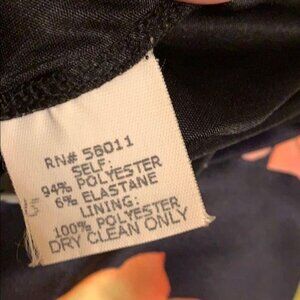 RN# 58011
SELF:
94% POLYESTER
6% ELASTANE
LINING:
100% POLYESTER
DRY CLEAN ONLY